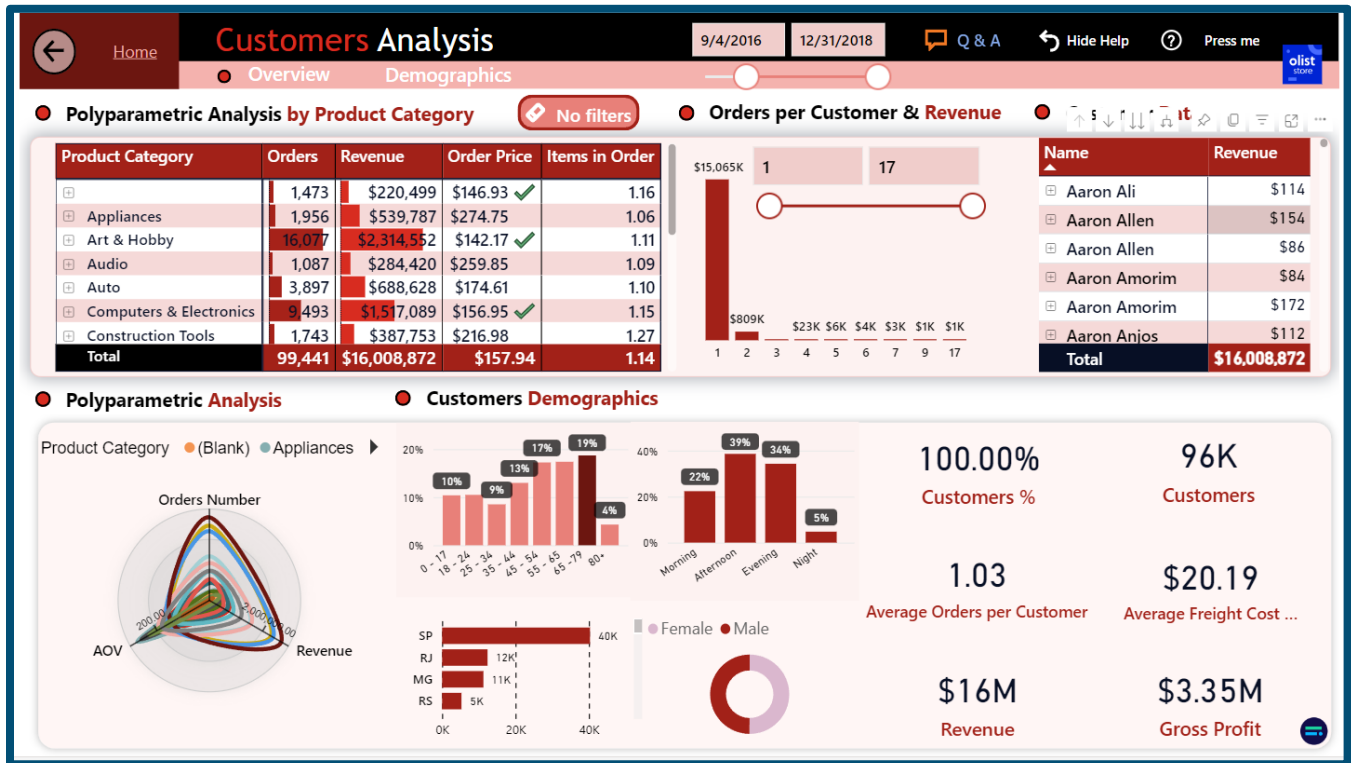 Home
Customers Analysis
9/4/2016
12/31/2018
Q & A
Hide Help
?
Press me
olist
store
Overview
Demographics
Polyparametric Analysis by Product Category
No filters
Orders per Customer & Revenue
Product Category Orders Revenue Order Price Items in Order
1,473 $220,499 $146.93 1.16
Appliances 1,956 $539,787 $274.75 1.06
Art & Hobby 16,077 $2,314,552 $142.17 1.11
Audio 1,087 $284,420 $259.85 1.09
Auto 3,897 $688,628 $174.61 1.10
Computers & Electronics 9,493 $1,517,089 $156.95 1.15
Construction Tools 1,743 $387,753 $216.98 1.27
Total 99,441 $16,008,872 $157.94 1.14
1
17
$15,065K
$809K
$23K $6K $4K $3K $1K $1K
1 2 3 4 5 6 7 9 17
Name Revenue
Aaron Ali $114
Aaron Allen $154
Aaron Allen $86
Aaron Amorim $84
Aaron Amorim $172
Aaron Anjos $112
Total $16,008,872
Polyparametric Analysis
Customers Demographics
Product Category (Blank) Appliances
Orders Number
200.00
2,000,000.00
AOV
Revenue
20%
10%
0%
10%
9%
13%
17%
19%
4%
0 - 17
18 - 24
25 - 34
35 - 44
45 - 54
55 - 65
65 -79
80+
40%
20%
0%
22%
39%
34%
5%
Morning
Afternoon
Evening
Night
SP 40K
RJ 12K
MG 11K
RS 5K
0K 20K 40K
Female Male
100.00%
Customers %
96K
Customers
1.03
Average Orders per Customer
$20.19
Average Freight Cost ...
$16M
Revenue
$3.35M
Gross Profit